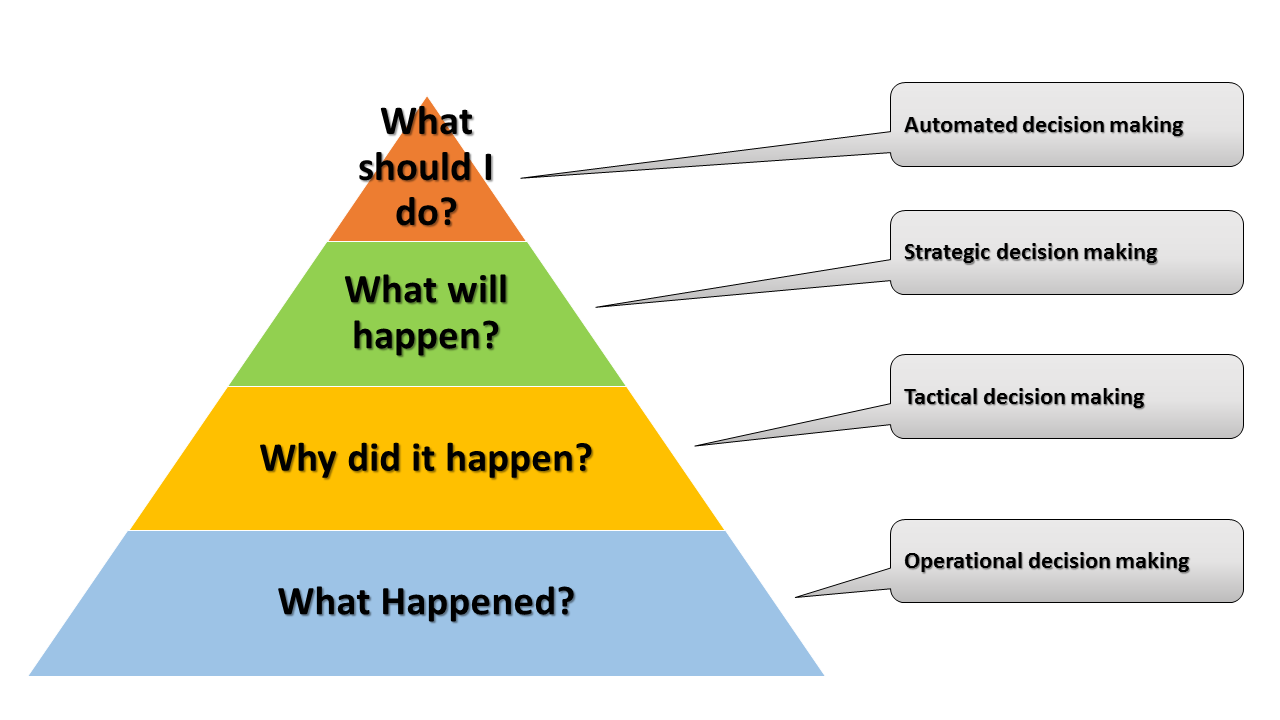 What
should I
do?
Automated decision making
What will
happen?
Strategic decision making
Why did it happen?
Tactical decision making
What Happened?
Operational decision making